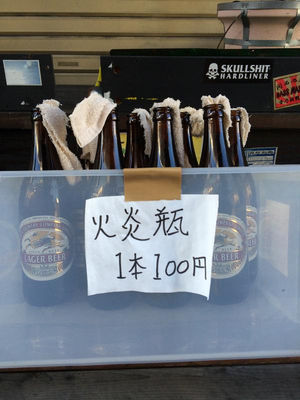 SKULLSHIT
HARDLINER
火炎瓶
1本100円
LAGER BEER
LAGER BEER